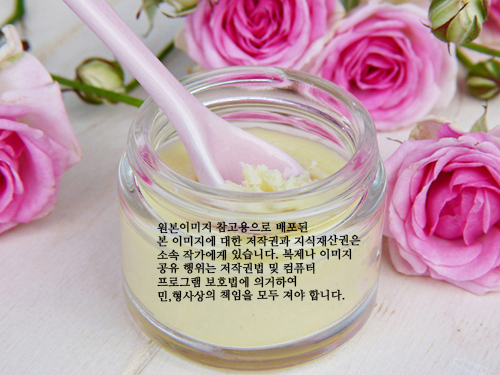 원본이미지 참고용으로 배포된
본 이미지에 대한 저작권과 지식재산권은
소속 작가에게 있습니다. 복제나 이미지
공유 행위는 저작권법 및 컴퓨터
프로그램 보호법에 의거하여
민,형사상의 책임을 모두 져야 합니다.